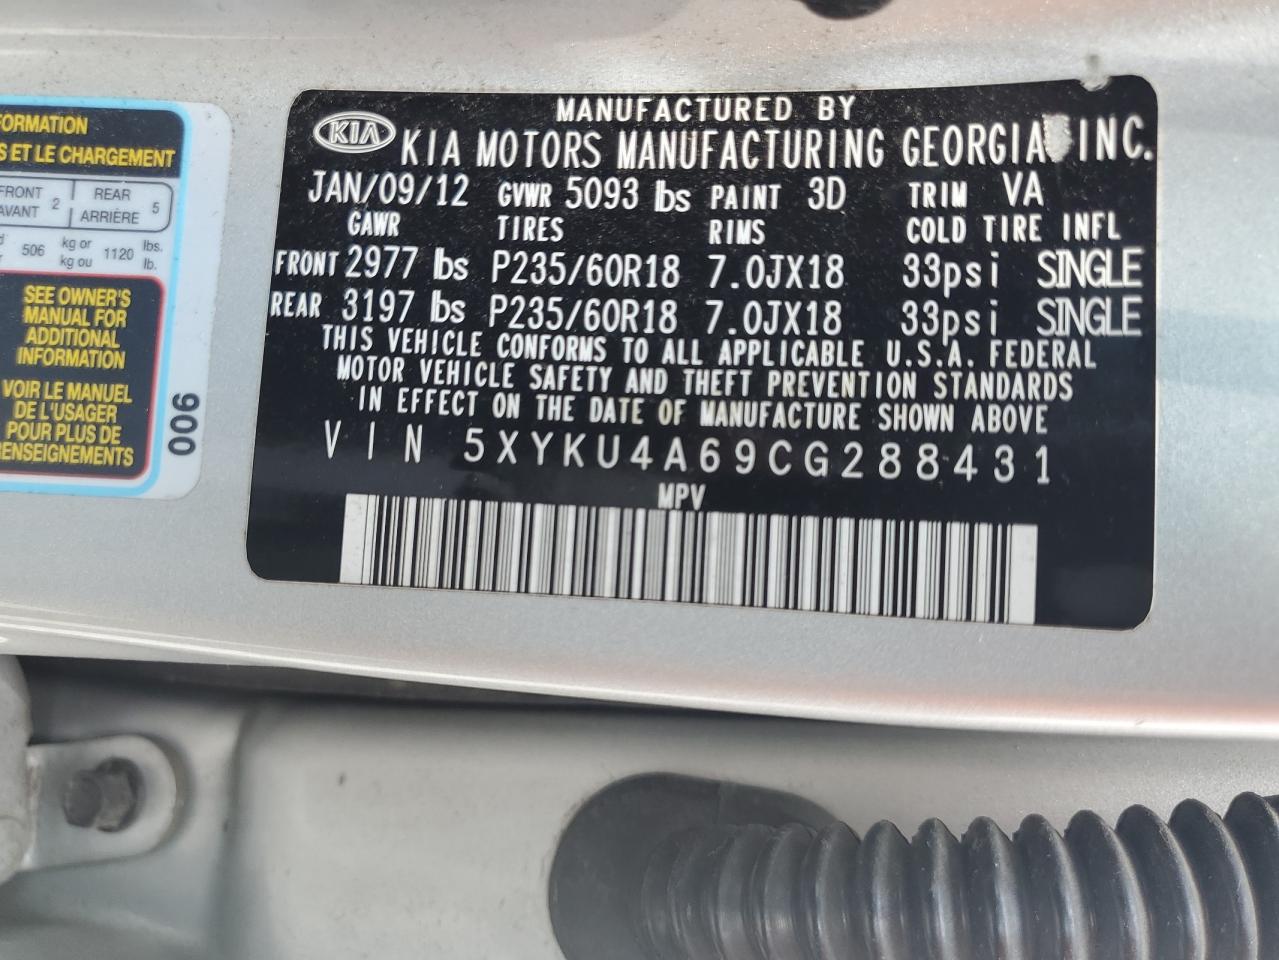 FORMATION
S ET LE CHARGEMENT
FRONT 2 REAR 5
AVANT ARRIÈRE
506 kg or 1120 lbs.
kg ou lb.
SEE OWNER'S
MANUAL FOR
ADDITIONAL
INFORMATION
VOIR LE MANUEL
DE L'USAGER
POUR PLUS DE
RENSEIGNEMENTS
006
MANUFACTURED BY
KIA KIA MOTORS MANUFACTURING GEORGIA INC.
JAN/09/12 GVWR 5093 lbs PAINT 3D TRIM VA
GAWR TIRES RIMS COLD TIRE INFL
FRONT 2977 lbs P235/60R18 7.0JX18 33psi SINGLE
REAR 3197 lbs P235/60R18 7.0JX18 33psi SINGLE
THIS VEHICLE CONFORMS TO ALL APPLICABLE U.S.A. FEDERAL
MOTOR VEHICLE SAFETY AND THEFT PREVENTION STANDARDS
IN EFFECT ON THE DATE OF MANUFACTURE SHOWN ABOVE
VIN 5XYKU4A69CG288431
MPV